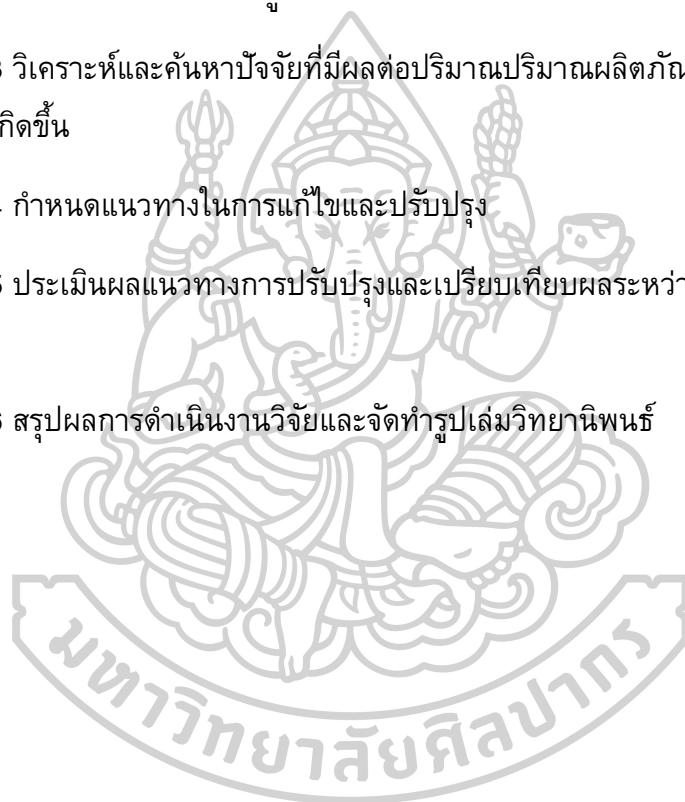 วิเคราะห์และค้นหาปัจจัยที่มีผลต่อปริมาณปริมาณผลิตภัณ
กิดขึ้น
กำหนดแนวทางในการแก้ไขและปรับปรุง
ประเมินผลแนวทางการปรับปรุงและเปรียบเทียบผลระหว่า
สรุปผลการดำเนินงานวิจัยและจัดทำรูปเล่มวิทยานิพนธ์
มหาวิทยาลัยศิลปากร